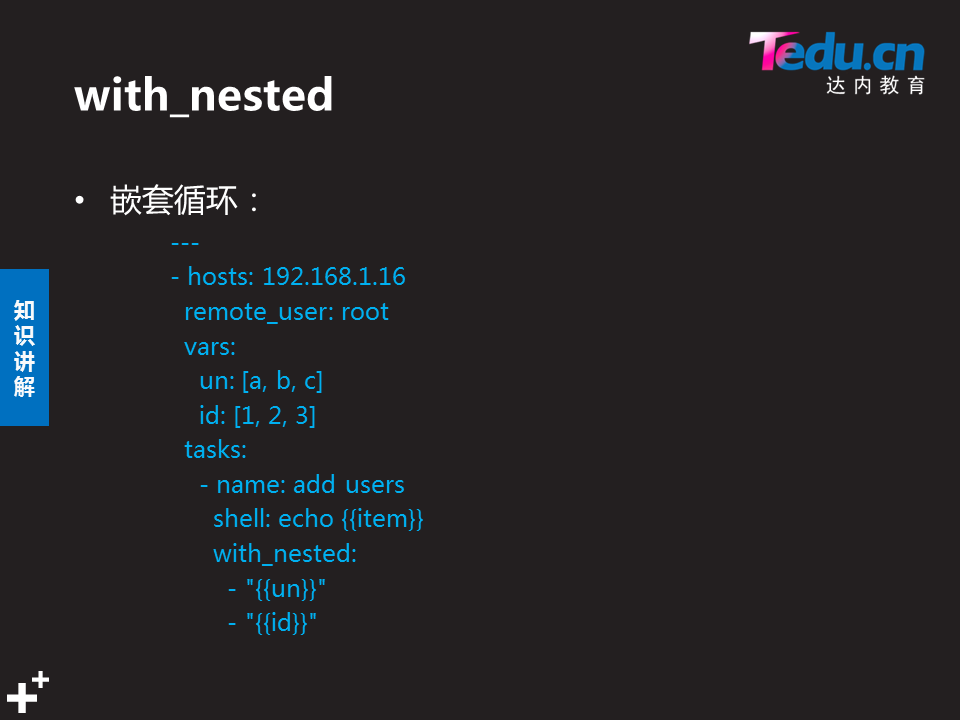 Tedu.cn
达内教育
with_nested
• 嵌套循环：
---
- hosts: 192.168.1.16
remote_user: root
vars:
un: [a, b, c]
id: [1, 2, 3]
tasks:
- name: add users
shell: echo {{item}}
with_nested:
- "{{un}}"
- "{{id}}"
知识讲解